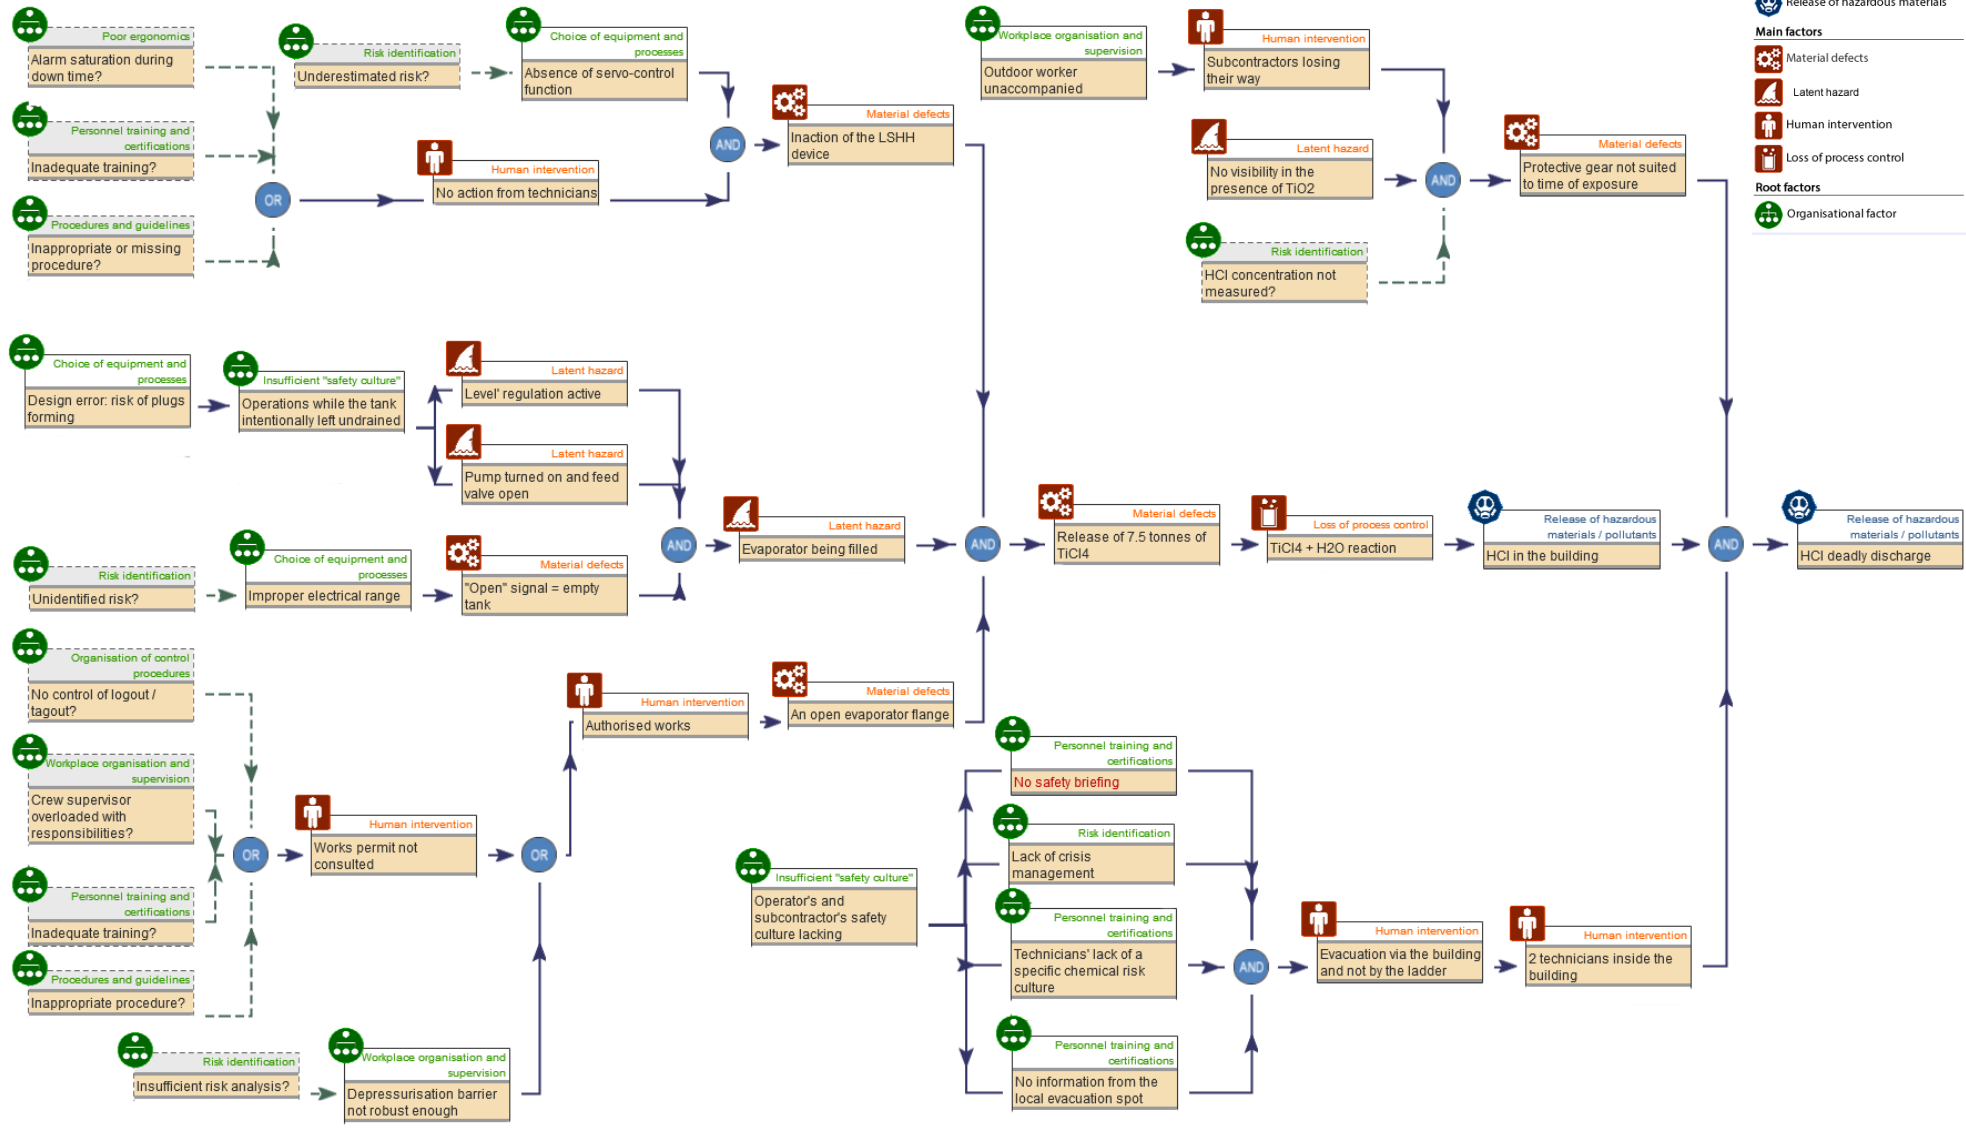 Release of hazardous materials
Main factors
Material defects
Latent hazard
Human intervention
Loss of process control
Root factors
Organisational factor
Poor ergonomics
Alarm saturation during
down time?
Risk identification
Underestimated risk?
Choice of equipment and
processes
Absence of servo-control
function
Personnel training and
certifications
Inadequate training?
Procedures and guidelines
Inappropriate or missing
procedure?
OR
Human intervention
No action from technicians
AND
Material defects
Inaction of the LSHH
device
Workplace organisation and
supervision
Outdoor worker
unaccompanied
Human intervention
Subcontractors losing
their way
Latent hazard
No visibility in the
presence of TiO2
Risk identification
HCl concentration not
measured?
AND
Material defects
Protective gear not suited
to time of exposure
Choice of equipment and
processes
Design error: risk of plugs
forming
Insufficient "safety culture"
Operations while the tank
intentionally left undrained
Latent hazard
Level' regulation active
Latent hazard
Pump turned on and feed
valve open
Risk identification
Unidentified risk?
Choice of equipment and
processes
Improper electrical range
Material defects
"Open" signal = empty
tank
AND
Latent hazard
Evaporator being filled
AND
Material defects
Release of 7.5 tonnes of
TiCl4
Loss of process control
TiCl4 + H2O reaction
Release of hazardous
materials / pollutants
HCl in the building
AND
Release of hazardous
materials / pollutants
HCl deadly discharge
Organisation of control
procedures
No control of logout /
tagout?
Workplace organisation and
supervision
Crew supervisor
overloaded with
responsibilities?
Personnel training and
certifications
Inadequate training?
Procedures and guidelines
Inappropriate procedure?
OR
Human intervention
Works permit not
consulted
OR
Risk identification
Insufficient risk analysis?
Workplace organisation and
supervision
Depressurisation barrier
not robust enough
Human intervention
Authorised works
Material defects
An open evaporator flange
Insufficient "safety culture"
Operator's and
subcontractor's safety
culture lacking
Personnel training and
certifications
No safety briefing
Risk identification
Lack of crisis
management
Personnel training and
certifications
Technicians' lack of a
specific chemical risk
culture
Personnel training and
certifications
No information from the
local evacuation spot
AND
Human intervention
Evacuation via the building
and not by the ladder
Human intervention
2 technicians inside the
building